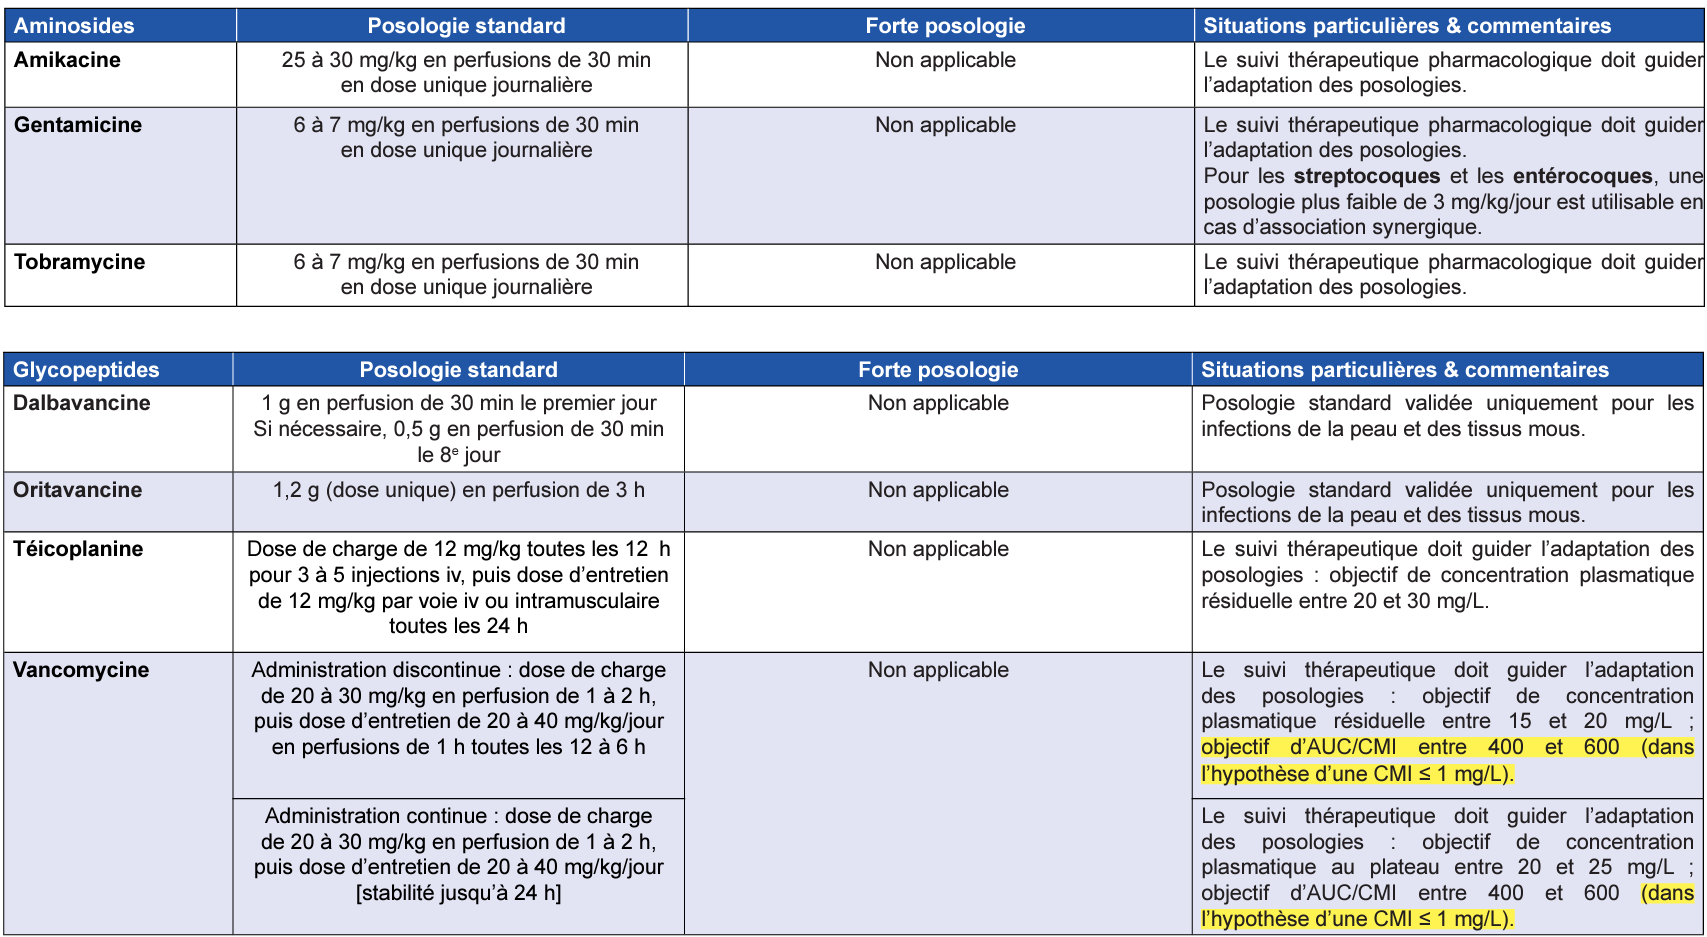 Aminosides Posologie standard Forte posologie Situations particulières & commentaires
Amikacine 25 à 30 mg/kg en perfusions de 30 min Non applicable Le suivi thérapeutique pharmacologique doit guider
en dose unique journalière l’adaptation des posologies.
Gentamicine 6 à 7 mg/kg en perfusions de 30 min Non applicable Le suivi thérapeutique pharmacologique doit guider
en dose unique journalière l’adaptation des posologies.
Pour les streptocoques et les entérocoques, une
posologie plus faible de 3 mg/kg/jour est utilisable en
cas d’association synergique.
Tobramycine 6 à 7 mg/kg en perfusions de 30 min Non applicable Le suivi thérapeutique pharmacologique doit guider
en dose unique journalière l’adaptation des posologies.
Glycopeptides Posologie standard Forte posologie Situations particulières & commentaires
Dalbavancine 1 g en perfusion de 30 min le premier jour Non applicable Posologie standard validée uniquement pour les
Si nécessaire, 0,5 g en perfusion de 30 min infections de la peau et des tissus mous.
le 8e jour
Oritavancine 1,2 g (dose unique) en perfusion de 3 h Non applicable Posologie standard validée uniquement pour les
infections de la peau et des tissus mous.
Téicoplanine Dose de charge de 12 mg/kg toutes les 12 h Non applicable Le suivi thérapeutique doit guider l’adaptation des
pour 3 à 5 injections iv, puis dose d’entretien posologies : objectif de concentration plasmatique
de 12 mg/kg par voie iv ou intramusculaire résiduelle entre 20 et 30 mg/L.
toutes les 24 h
Vancomycine Administration discontinue : dose de charge Non applicable Le suivi thérapeutique doit guider l’adaptation
de 20 à 30 mg/kg en perfusion de 1 à 2 h, des posologies : objectif de concentration
puis dose d’entretien de 20 à 40 mg/kg/jour plasmatique résiduelle entre 15 et 20 mg/L ;
en perfusions de 1 h toutes les 12 à 6 h objectif d’AUC/CMI entre 400 et 600 (dans
l’hypothèse d’une CMI ≤ 1 mg/L).
Administration continue : dose de charge Le suivi thérapeutique doit guider l’adaptation
de 20 à 30 mg/kg en perfusion de 1 à 2 h, des posologies : objectif de concentration
puis dose d’entretien de 20 à 40 mg/kg/jour plasmatique au plateau entre 20 et 25 mg/L ;
[stabilité jusqu’à 24 h] objectif d’AUC/CMI entre 400 et 600 (dans
l’hypothèse d’une CMI ≤ 1 mg/L).